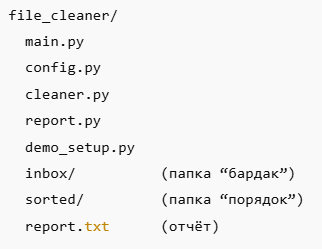 file_cleaner/
  main.py
  config.py
  cleaner.py
  report.py
  demo_setup.py
  inbox/          (папка “бардак”)
  sorted/         (папка “порядок”)
  report.txt      (отчёт)